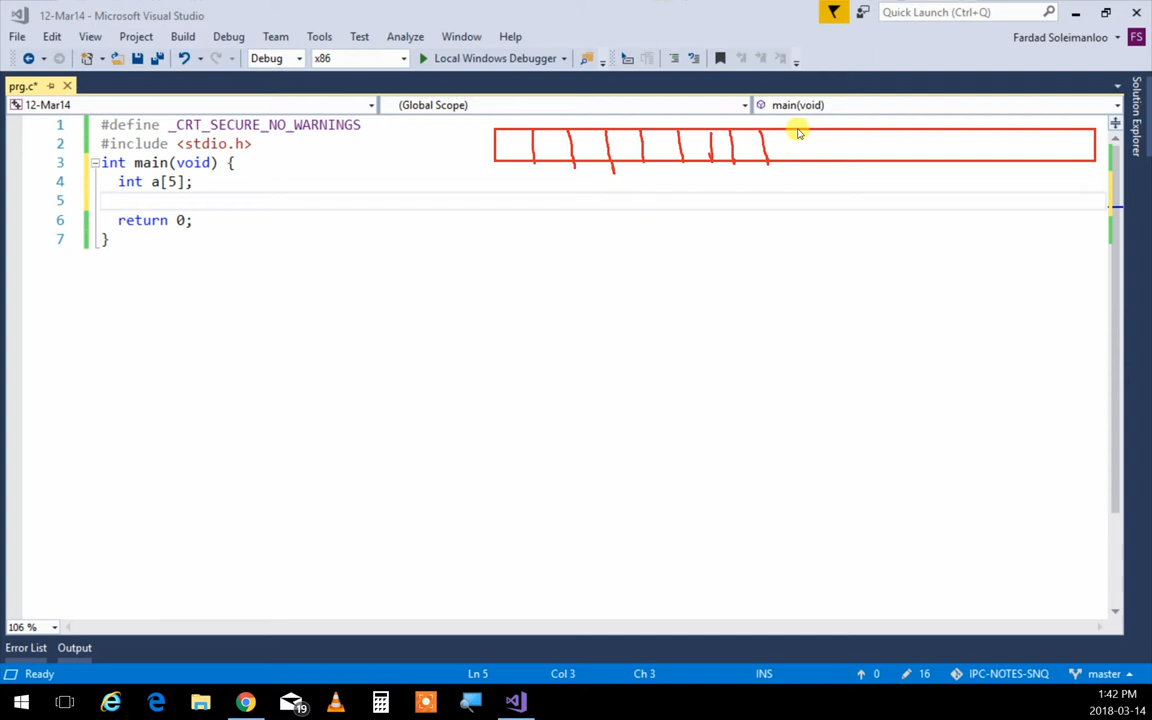 12-Mar14 - Microsoft Visual Studio
Quick Launch (Ctrl+Q)
File Edit View Project Build Debug Team Tools Test Analyze Window Help
Fardad Soleimanloo FS
Debug x86 Local Windows Debugger
prg.c*
12-Mar14 (Global Scope) main(void)
1 #define _CRT_SECURE_NO_WARNINGS
2 #include <stdio.h>
3 int main(void) {
4 int a[5];
5
6 return 0;
7 }
Solution Explorer
106 %
Error List Output
Ready Ln 5 Col 3 Ch 3 INS 0 16 IPC-NOTES-SNQ master
19
1:42 PM
2018-03-14